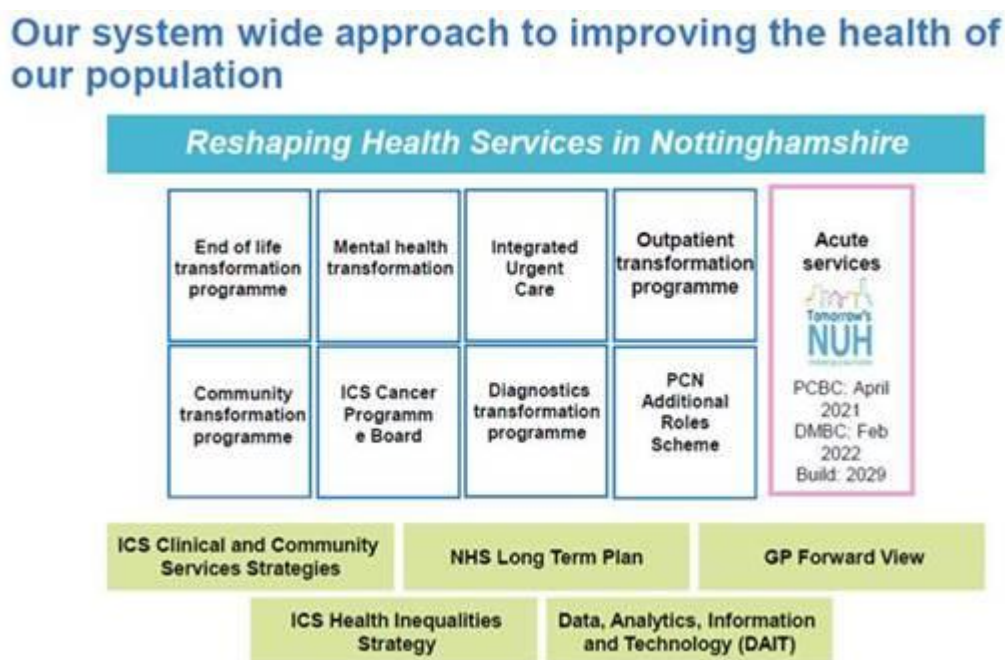 Our system wide approach to improving the health of
our population
Reshaping Health Services in Nottinghamshire
End of life
transformation
programme
Mental health
transformation
Integrated
Urgent
Care
Outpatient
transformation
programme
Acute
services
Tomorrow's
NUH
PCBC: April
2021
DMBC: Feb
2022
Build: 2029
Community
transformation
programme
ICS Cancer
Programm
e Board
Diagnostics
transformation
programme
PCN
Additional
Roles
Scheme
ICS Clinical and Community
Services Strategies
NHS Long Term Plan
GP Forward View
ICS Health Inequalities
Strategy
Data, Analytics, Information
and Technology (DAIT)